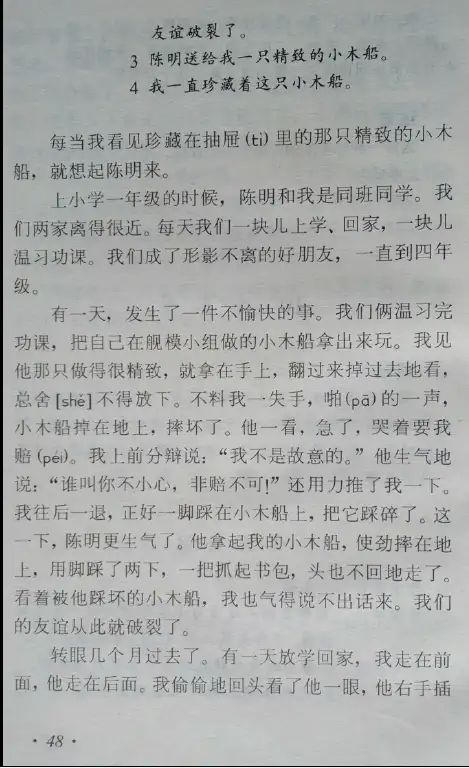 友谊破裂了。
3 陈明送给我一只精致的小木船。
4 我一直珍藏着这只小木船。
每当我看见珍藏在抽屉(ti)里的那只精致的小木
船，就想起陈明来。
上小学一年级的时候，陈明和我是同班同学。我
们两家离得很近。每天我们一块儿上学、回家，一块儿
温习功课。我们成了形影不离的好朋友，一直到四年
级。
有一天，发生了一件不愉快的事。我们俩温习完
功课，把自己在舰模小组做的小木船拿出来玩。我见
他那只做得很精致，就拿在手上，翻过来掉过去地看，
总舍[shě]不得放下。不料我一失手，啪(pā)的一声，
小木船掉在地上，摔坏了。他一看，急了，哭着要我
赔(péi)。我上前分辩说：“我不是故意的。”他生气地
说：“谁叫你不小心，非赔不可!”还用力推了我一下。
我往后一退，正好一脚踩在小木船上，把它踩碎了。这
一下，陈明更生气了。他拿起我的小木船，使劲摔在地
上，用脚踩了两下，一把抓起书包，头也不回地走了。
看着被他踩坏的小木船，我也气得说不出话来。我们
的友谊从此就破裂了。
转眼几个月过去了。有一天放学回家，我走在前
面，他走在后面。我偷偷地回头看了他一眼，他右手插
·48·